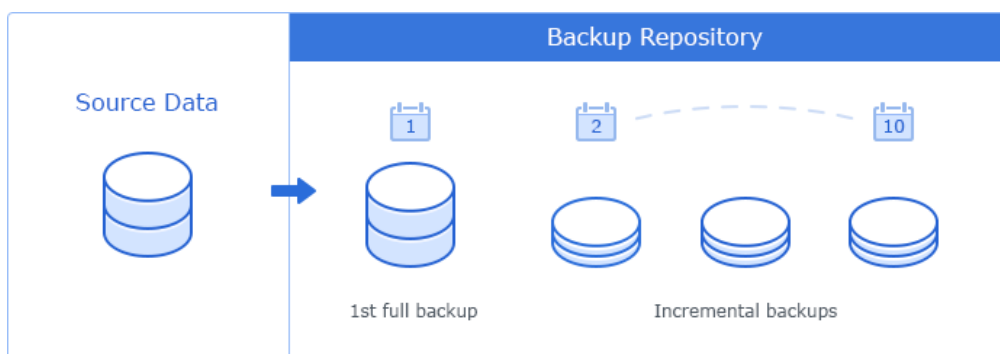 Backup Repository
Source Data
1
2
10
1st full backup
Incremental backups